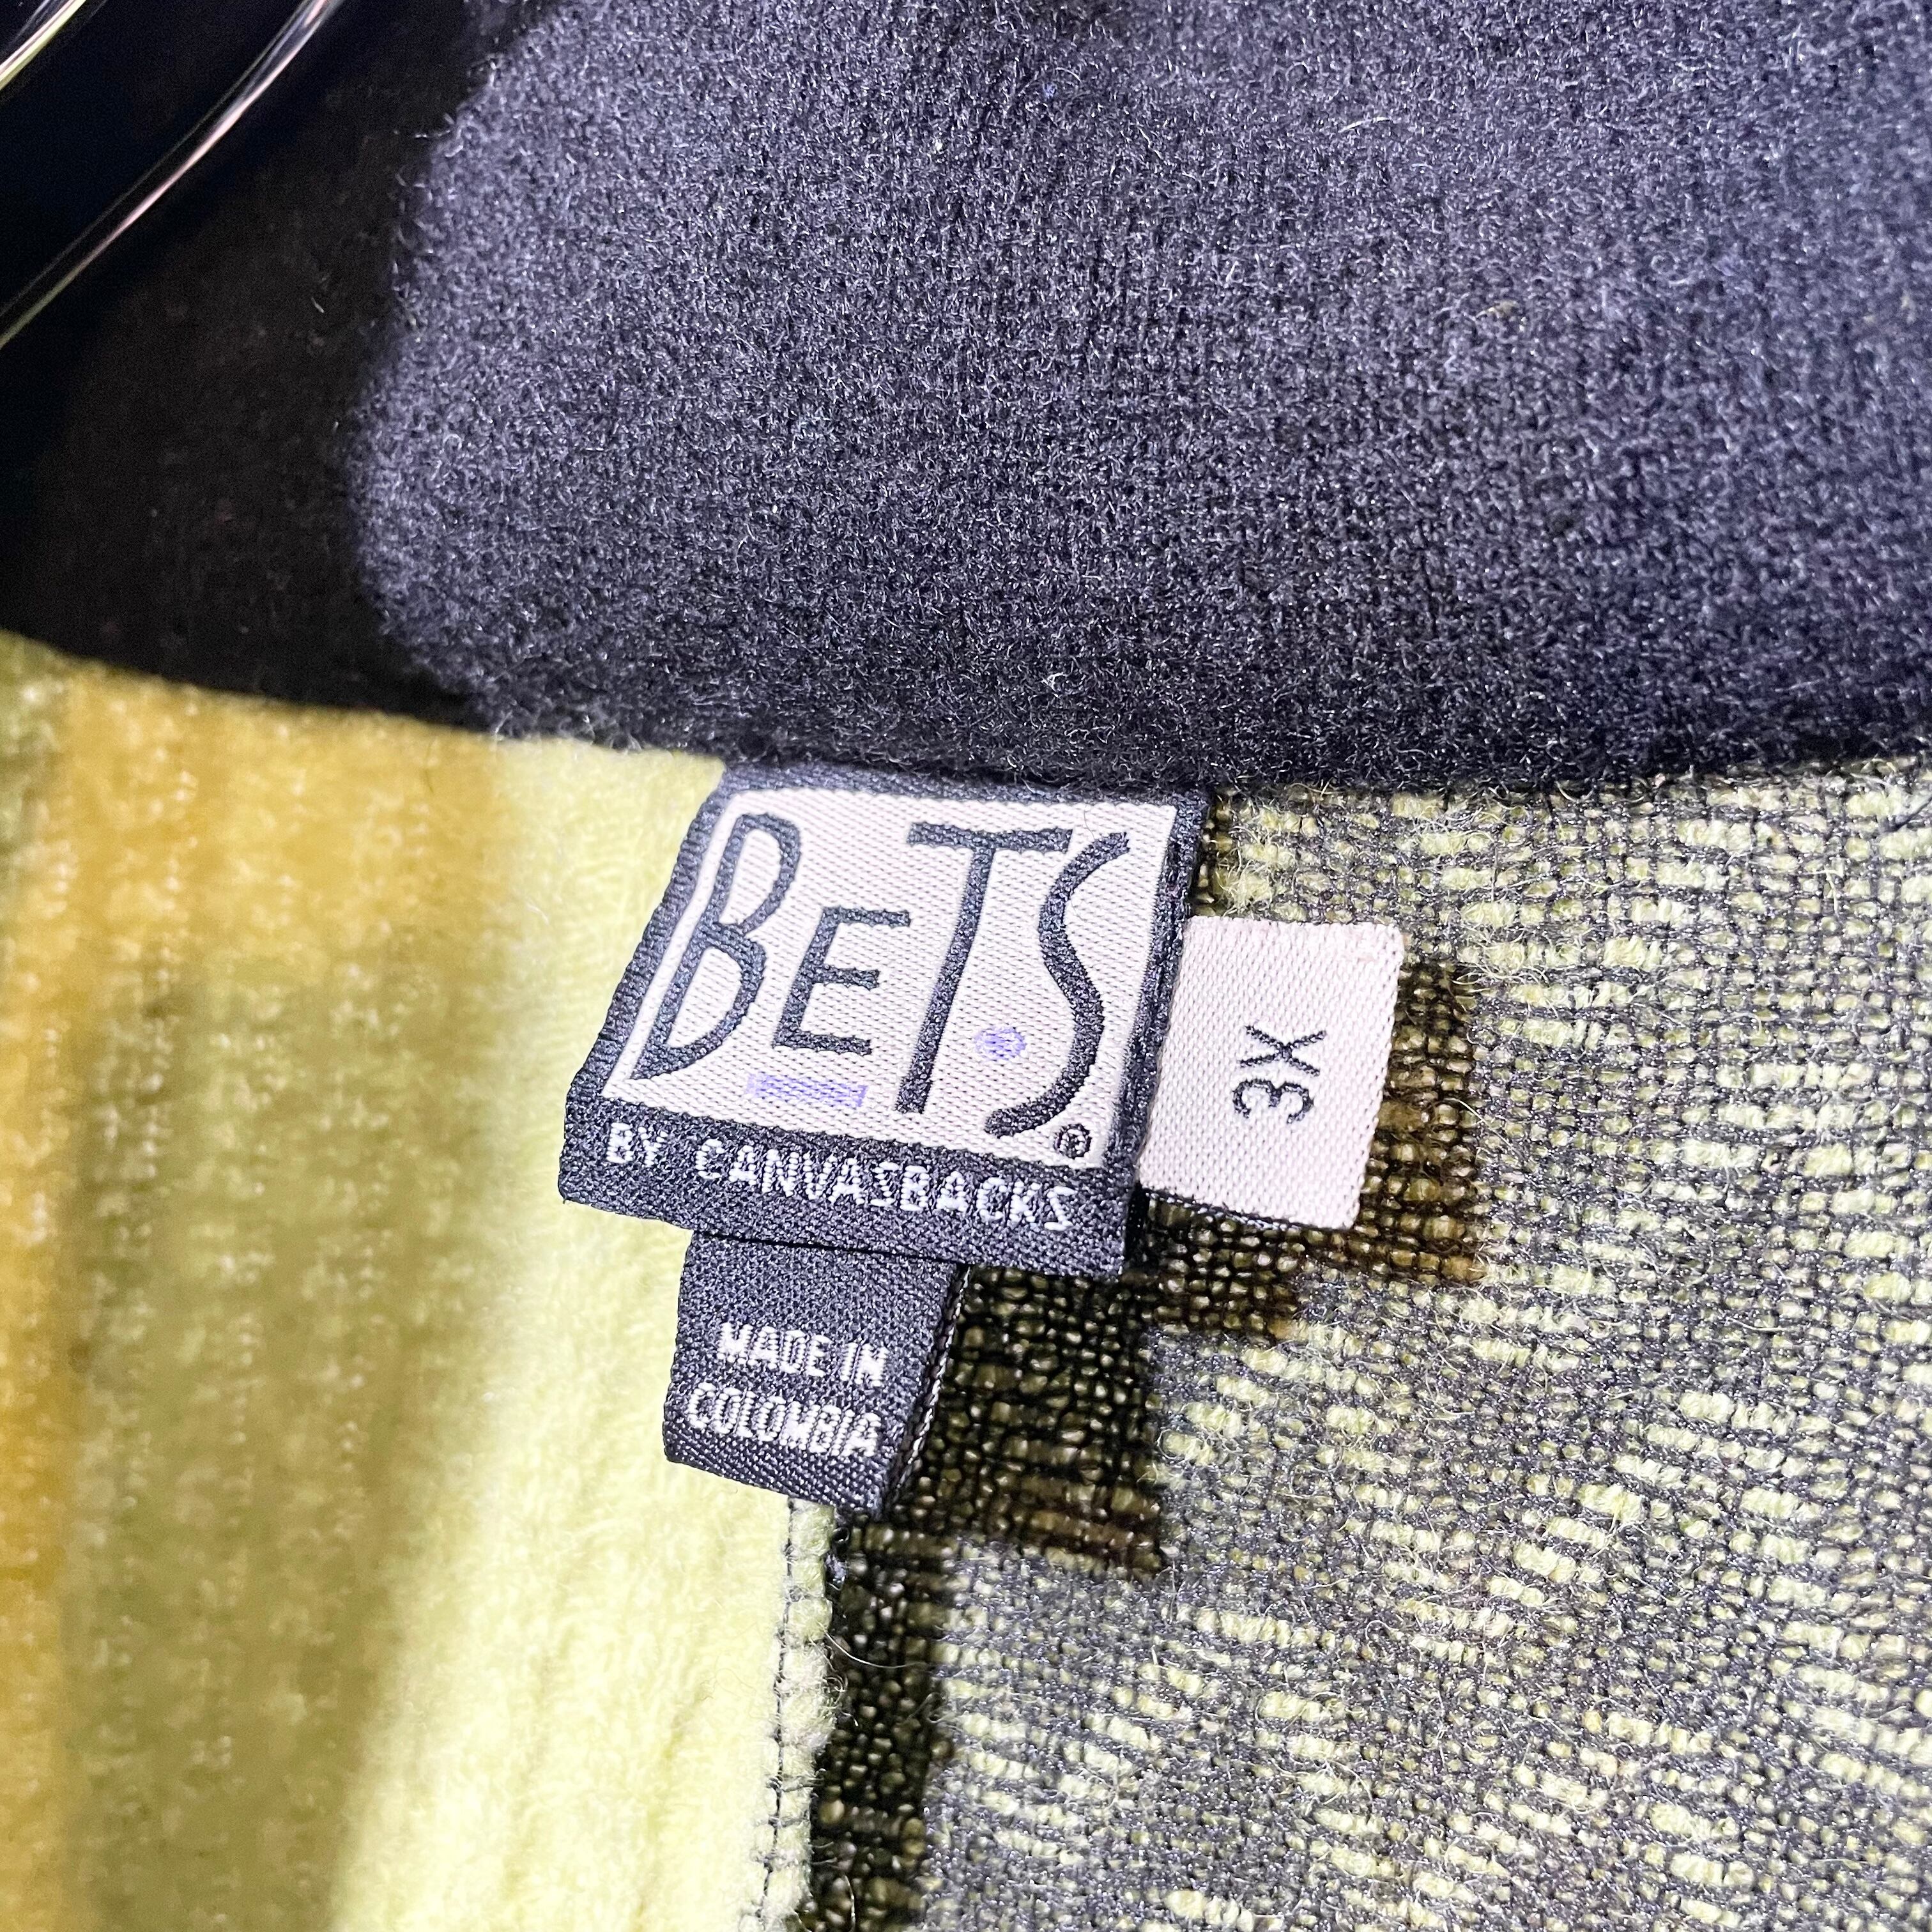 BETS®
BY CANVASBACKS
3X
MADE IN
COLOMBIA